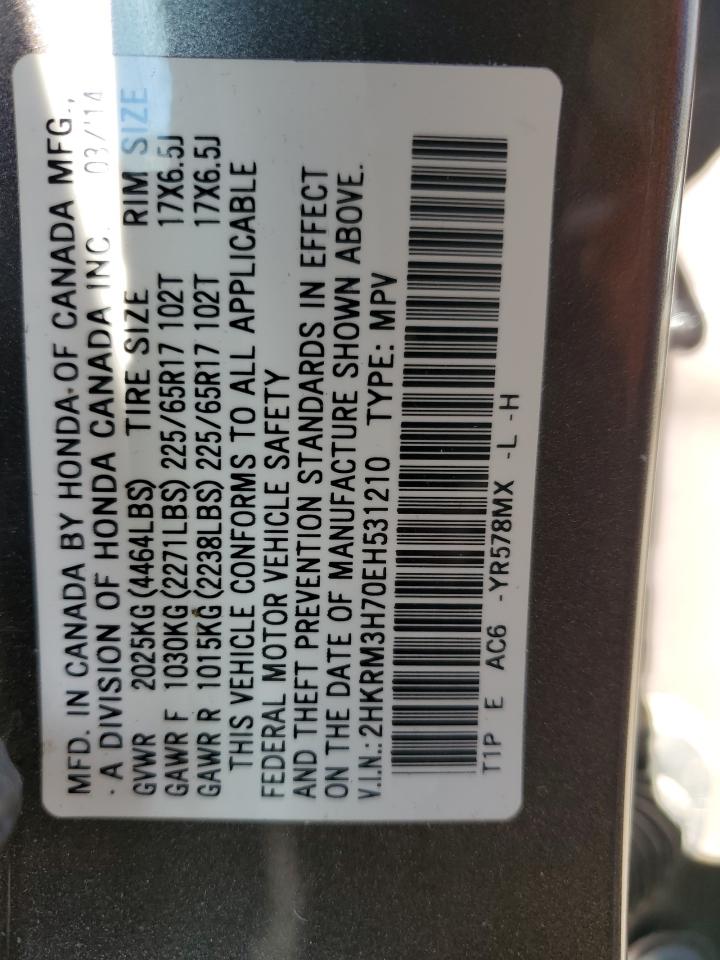 MFD. IN CANADA BY HONDA OF CANADA MFG.,
A DIVISION OF HONDA CANADA INC. 03/'14
GVWR 2025KG (4464LBS) TIRE SIZE RIM SIZE
GAWR F 1030KG (2271LBS) 225/65R17 102T 17X6.5J
GAWR R 1015KG (2238LBS) 225/65R17 102T 17X6.5J
THIS VEHICLE CONFORMS TO ALL APPLICABLE
FEDERAL MOTOR VEHICLE SAFETY
AND THEFT PREVENTION STANDARDS IN EFFECT
ON THE DATE OF MANUFACTURE SHOWN ABOVE.
V.I.N.: 2HKRM3H70EH531210 TYPE: MPV
T1P E AC6 -YR578MX -L -H